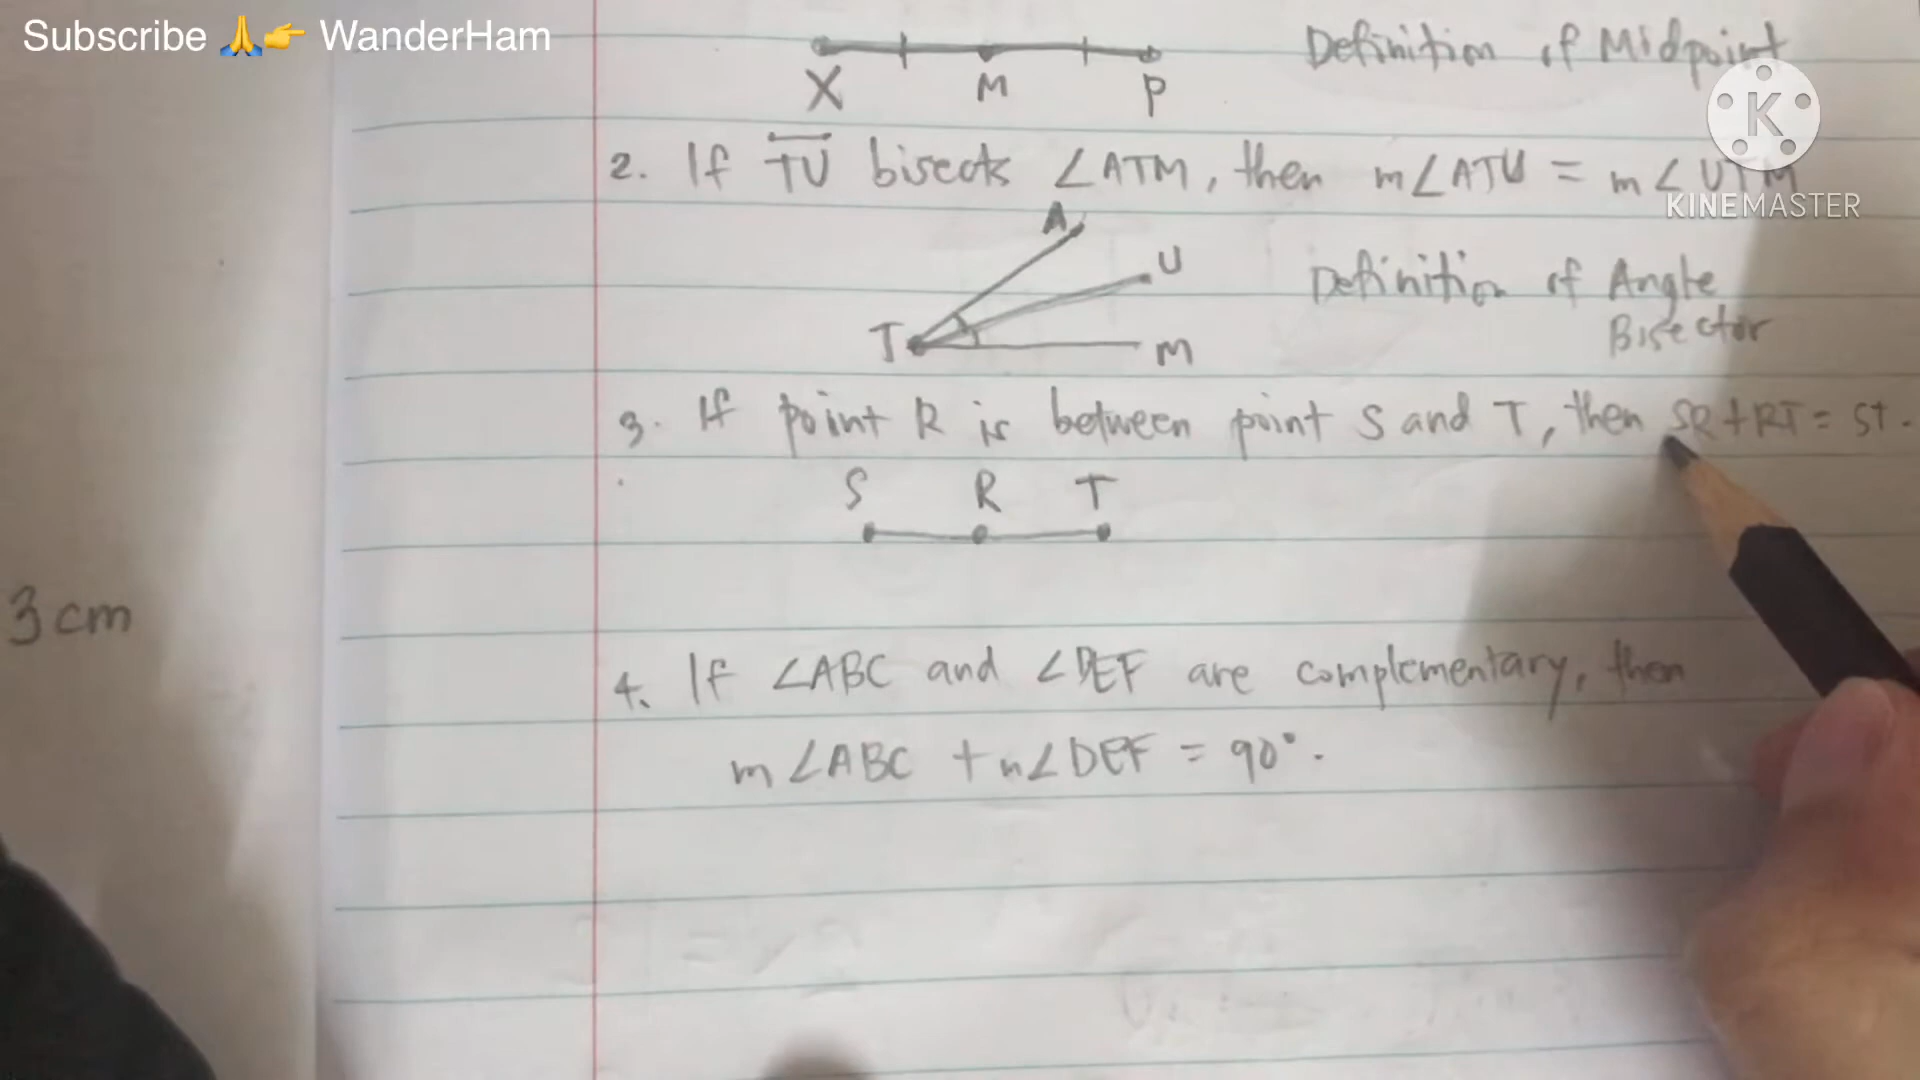 Subscribe 🙏👉 WanderHam
X M P Definition of Midpoint
K
KINEMASTER
2. If TU bisects ∠ATM, then m∠ATU = m∠UTM
A
U
T
M
Definition of Angle
Bisector
3. If point R is between point S and T, then SR+RT = ST.
S R T
3 cm
4. If ∠ABC and ∠DEF are complementary, then
m∠ABC + m∠DEF = 90°.